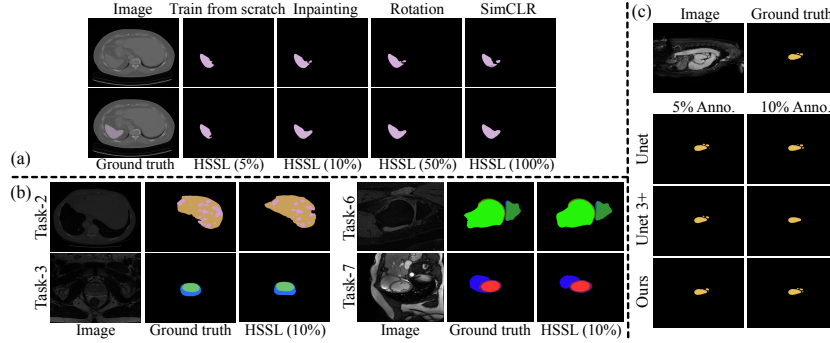 Image Train from scratch Inpainting Rotation SimCLR
Ground truth HSSL (5%) HSSL (10%) HSSL (50%) HSSL (100%)
(a)
(b)
Task-2
Task-6
Task-3
Task-7
Image Ground truth HSSL (10%) Image Ground truth HSSL (10%)
(c)
Image Ground truth
5% Anno. 10% Anno.
Unet
Unet 3+
Ours